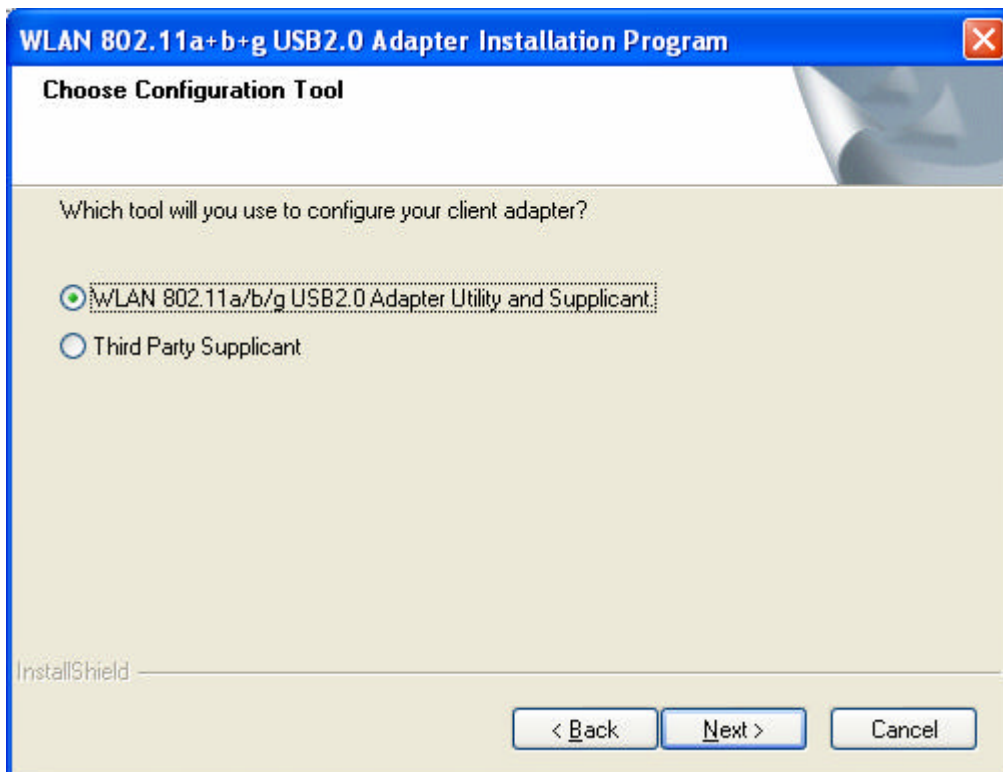 WLAN 802.11a+b+g USB2.0 Adapter Installation Program
Choose Configuration Tool
Which tool will you use to configure your client adapter?
WLAN 802.11a/b/g USB2.0 Adapter Utility and Supplicant.
Third Party Supplicant
InstallShield
< Back
Next >
Cancel